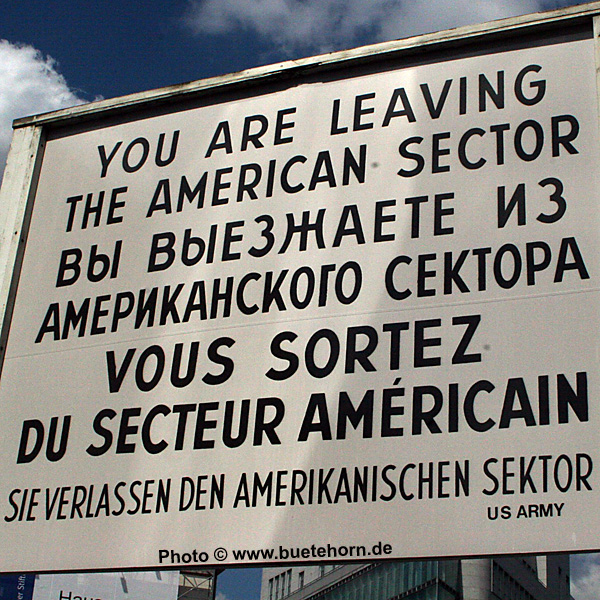 YOU ARE LEAVING
THE AMERICAN SECTOR
ВЫ ВЫЕЗЖАЕТЕ ИЗ
АМЕРИКАНСКОГО СЕКТОРА
VOUS SORTEZ
DU SECTEUR AMÉRICAIN
SIE VERLASSEN DEN AMERIKANISCHEN SEKTOR
US ARMY
Photo © www.buetehorn.de